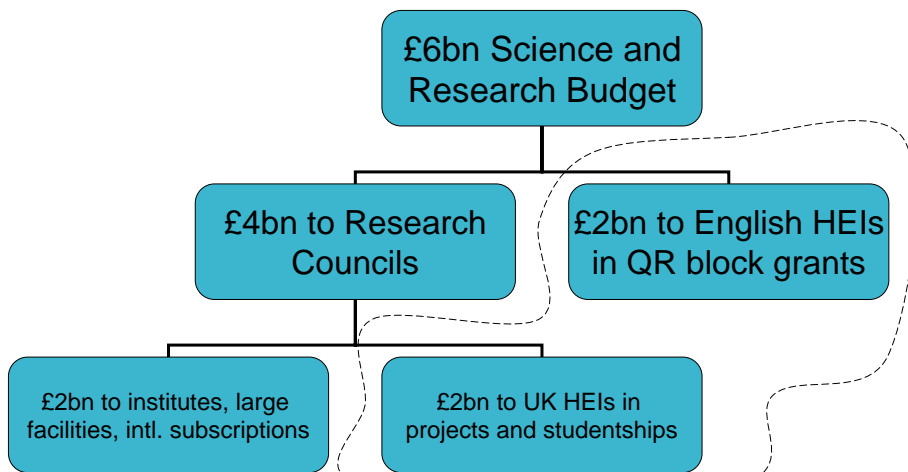 £6bn Science and
Research Budget
£4bn to Research
Councils
£2bn to English HEIs
in QR block grants
£2bn to institutes, large
facilities, intl. subscriptions
£2bn to UK HEIs in
projects and studentships